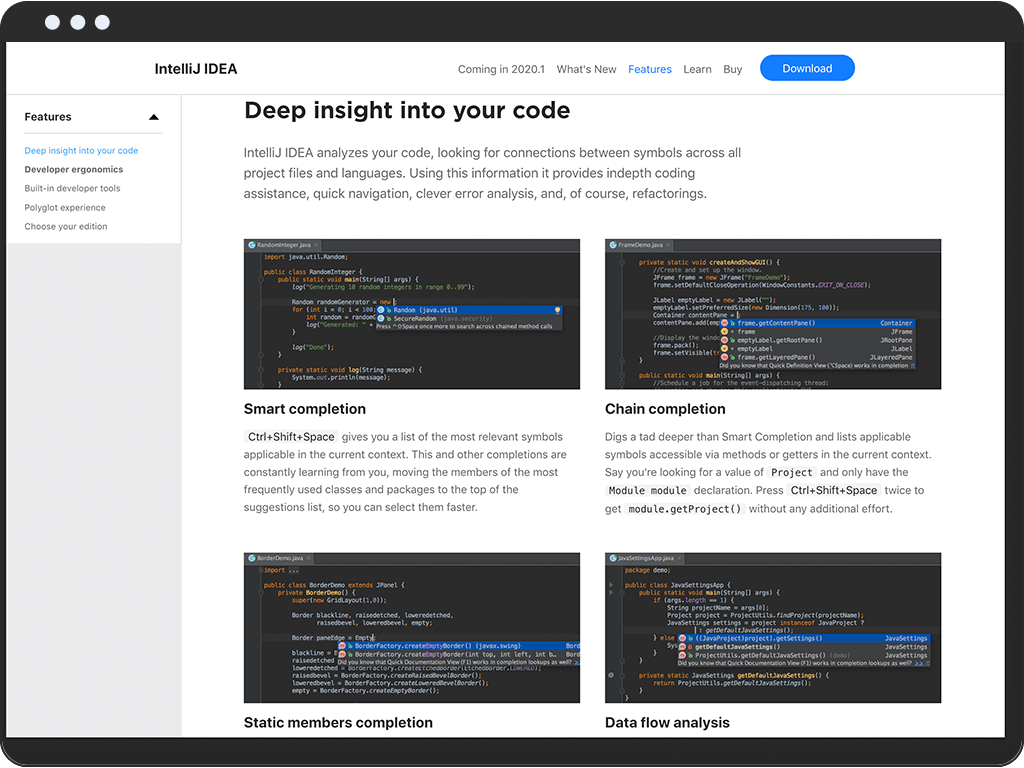 IntelliJ IDEA
Coming in 2020.1 What's New Features Learn Buy Download
Features
Deep insight into your code
Developer ergonomics
Built-in developer tools
Polyglot experience
Choose your edition
Deep insight into your code
IntelliJ IDEA analyzes your code, looking for connections between symbols across all
project files and languages. Using this information it provides indepth coding
assistance, quick navigation, clever error analysis, and, of course, refactorings.
RandomInteger.java
import java.util.Random;
public class RandomInteger {
public static void main(String[] args) {
log("Generating 10 random integers in range 0..99");
Random randomGenerator = new
for (int i = 0; i < 100;
Random (java.util)
int random = random
SecureRandom (java.security)
log("Generated: " +
Press ^⇧Space once more to search across chained method calls
}
log("Done");
}
private static void log(String message) {
System.out.println(message);
}
Smart completion
Ctrl+Shift+Space gives you a list of the most relevant symbols
applicable in the current context. This and other completions are
constantly learning from you, moving the members of the most
frequently used classes and packages to the top of the
suggestions list, so you can select them faster.
FrameDemo.java
private static void createAndShowGUI() {
//Create and set up the window.
JFrame frame = new JFrame("FrameDemo");
frame.setDefaultCloseOperation(WindowConstants.EXIT_ON_CLOSE);
JLabel emptyLabel = new JLabel("");
emptyLabel.setPreferredSize(new Dimension(175, 100));
Container contentPane =
contentPane.add(emp
frame.getContentPane() Container
frame JFrame
//Display the windo
emptyLabel.getRootPane() JRootPane
frame.pack();
emptyLabel JLabel
frame.setVisible(t
frame.getLayeredPane() JLayeredPane
}
Did you know that Quick Definition View (⌥Space) works in completion
public static void main(String[] args) {
//Schedule a job for the event-dispatching thread:
Chain completion
Digs a tad deeper than Smart Completion and lists applicable
symbols accessible via methods or getters in the current context.
Say you're looking for a value of Project and only have the
Module module declaration. Press Ctrl+Shift+Space twice to
get module.getProject() without any additional effort.
BorderDemo.java
import ...
public class BorderDemo extends JPanel {
private BorderDemo() {
super(new GridLayout(1,0));
Border blackline, raisedetched, loweredetched,
raisedbevel, loweredbevel, empty;
Border paneEdge = Empty;
BorderFactory.createEmptyBorder() (javax.swing) Bord
blackline = B
BorderFactory.createEmptyBorder(int top, int left, int b… Bord
raisedetched
Did you know that Quick Documentation View (F1) works in completion lookups as well? >>
loweredetched = BorderFactory.createEtchedBorder(EtchedBorder.LOWERED);
raisedbevel = BorderFactory.createRaisedBevelBorder();
loweredbevel = BorderFactory.createLoweredBevelBorder();
empty = BorderFactory.createEmptyBorder();
Static members completion
JavaSettingsApp.java
package demo;
public class JavaSettingsApp {
public static void main(String[] args) {
if (args.length == 1) {
String projectName = args[0];
Project project = ProjectUtils.findProject(projectName);
JavaSettings settings = project instanceof JavaProject ?
: getDefaultJavaSettings();
} else
((JavaProject)project).getSettings() JavaSettings
Sys
getDefaultJavaSettings() JavaSettings
}
ProjectUtils.getDefaultJavaSettings() (demo) JavaSettings
}
Did you know that Quick Documentation View (F1) works in completion lookups as well? >>
private static JavaSettings getDefaultJavaSettings() {
return ProjectUtils.getDefaultJavaSettings();
}
}
Data flow analysis